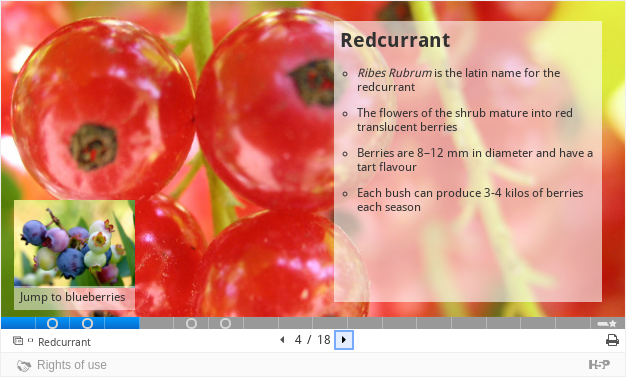 Redcurrant
Ribes Rubrum is the latin name for the
redcurrant
The flowers of the shrub mature into red
translucent berries
Berries are 8–12 mm in diameter and have a
tart flavour
Each bush can produce 3-4 kilos of berries
each season
Jump to blueberries
Redcurrant
4 / 18
Rights of use
H5P